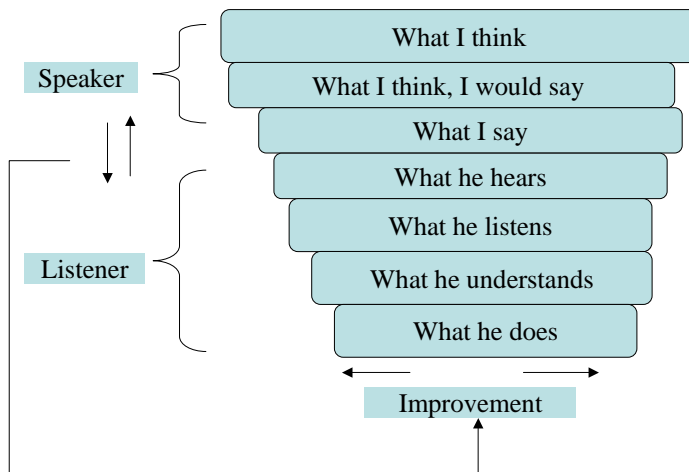 What I think
Speaker
What I think, I would say
What I say
What he hears
What he listens
Listener
What he understands
What he does
Improvement